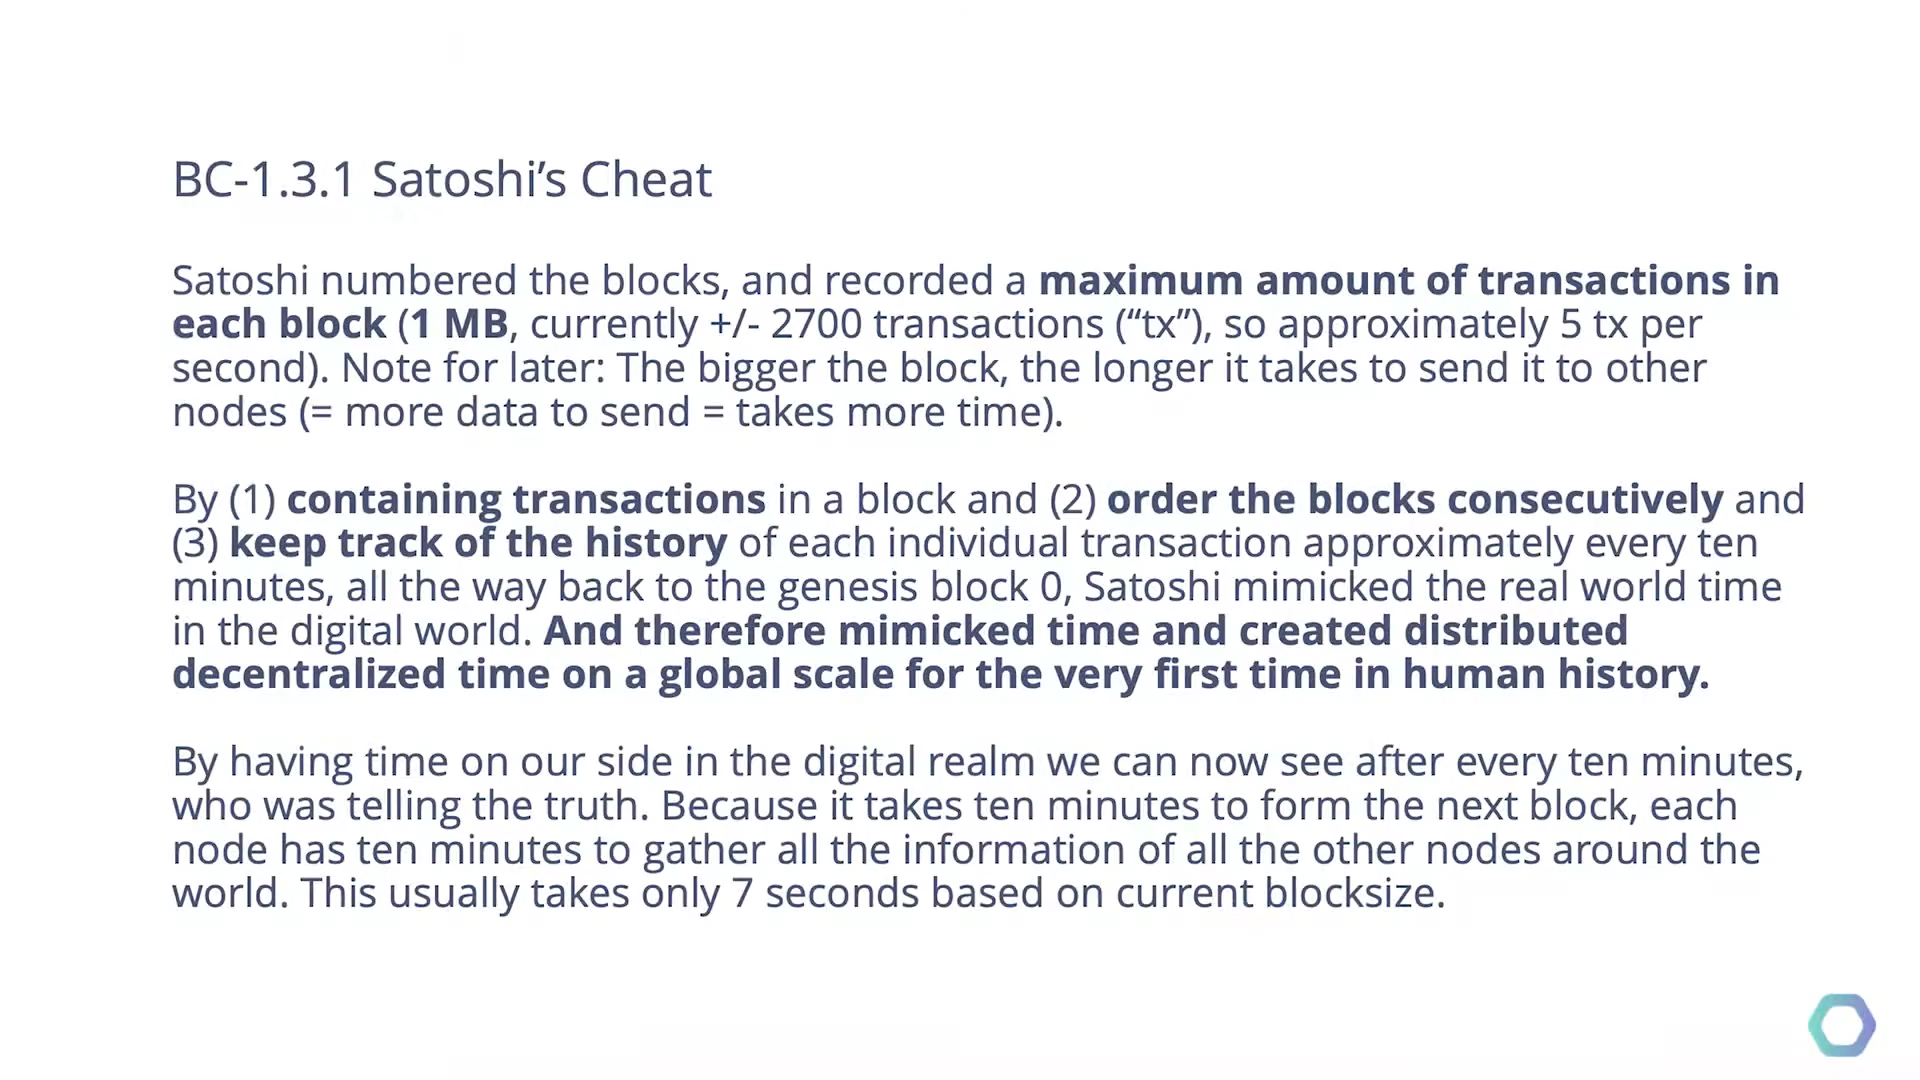 BC-1.3.1 Satoshi’s Cheat
Satoshi numbered the blocks, and recorded a maximum amount of transactions in
each block (1 MB, currently +/- 2700 transactions (“tx”), so approximately 5 tx per
second). Note for later: The bigger the block, the longer it takes to send it to other
nodes (= more data to send = takes more time).
By (1) containing transactions in a block and (2) order the blocks consecutively and
(3) keep track of the history of each individual transaction approximately every ten
minutes, all the way back to the genesis block 0, Satoshi mimicked the real world time
in the digital world. And therefore mimicked time and created distributed
decentralized time on a global scale for the very first time in human history.
By having time on our side in the digital realm we can now see after every ten minutes,
who was telling the truth. Because it takes ten minutes to form the next block, each
node has ten minutes to gather all the information of all the other nodes around the
world. This usually takes only 7 seconds based on current blocksize.